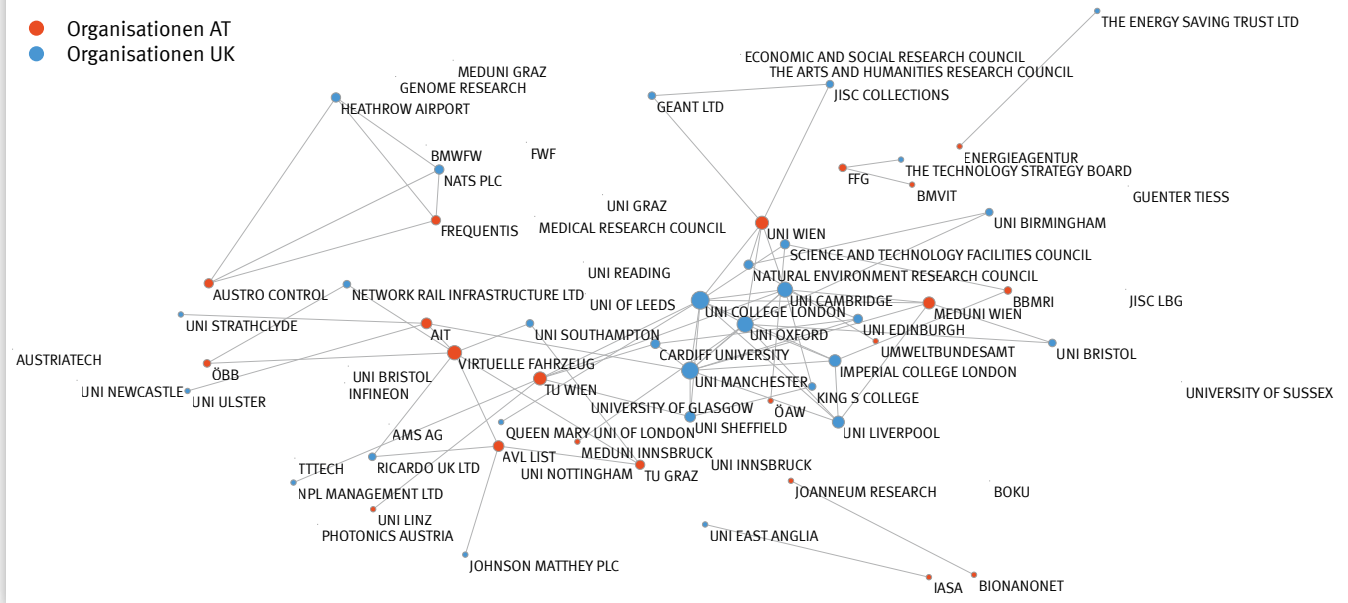 Organisationen AT
Organisationen UK
THE ENERGY SAVING TRUST LTD
ECONOMIC AND SOCIAL RESEARCH COUNCIL
MEDUNI GRAZ
THE ARTS AND HUMANITIES RESEARCH COUNCIL
GENOME RESEARCH
JISC COLLECTIONS
HEATHROW AIRPORT
GEANT LTD
BMWFW
FWF
ENERGIEAGENTUR
THE TECHNOLOGY STRATEGY BOARD
NATS PLC
FFG
BMVIT
GUENTER TIESS
UNI GRAZ
UNI BIRMINGHAM
FREQUENTIS
MEDICAL RESEARCH COUNCIL
UNI WIEN
SCIENCE AND TECHNOLOGY FACILITIES COUNCIL
UNI READING
NATURAL ENVIRONMENT RESEARCH COUNCIL
AUSTRO CONTROL
NETWORK RAIL INFRASTRUCTURE LTD
UNI OF LEEDS
UNI CAMBRIDGE
BBMRI
JISC LBG
UNI COLLEGE LONDON
MEDUNI WIEN
UNI STRATHCLYDE
AIT
UNI SOUTHAMPTON
UNI OXFORD
UNI EDINBURGH
AUSTRIATECH
CARDIFF UNIVERSITY
UMWELTBUNDESAMT
UNI BRISTOL
VIRTUELLE FAHRZEUG
ÖBB
UNI BRISTOL
IMPERIAL COLLEGE LONDON
UNI MANCHESTER
UNI NEWCASTLE
UNI ULSTER
INFINEON
TU WIEN
KING S COLLEGE
UNIVERSITY OF SUSSEX
UNIVERSITY OF GLASGOW
ÖAW
AMS AG
QUEEN MARY UNI OF LONDON
UNI SHEFFIELD
UNI LIVERPOOL
AVL LIST
MEDUNI INNSBRUCK
TTTECH
RICARDO UK LTD
UNI NOTTINGHAM
TU GRAZ
UNI INNSBRUCK
NPL MANAGEMENT LTD
JOANNEUM RESEARCH
BOKU
UNI LINZ
PHOTONICS AUSTRIA
UNI EAST ANGLIA
JOHNSON MATTHEY PLC
IASA
BIONANONET